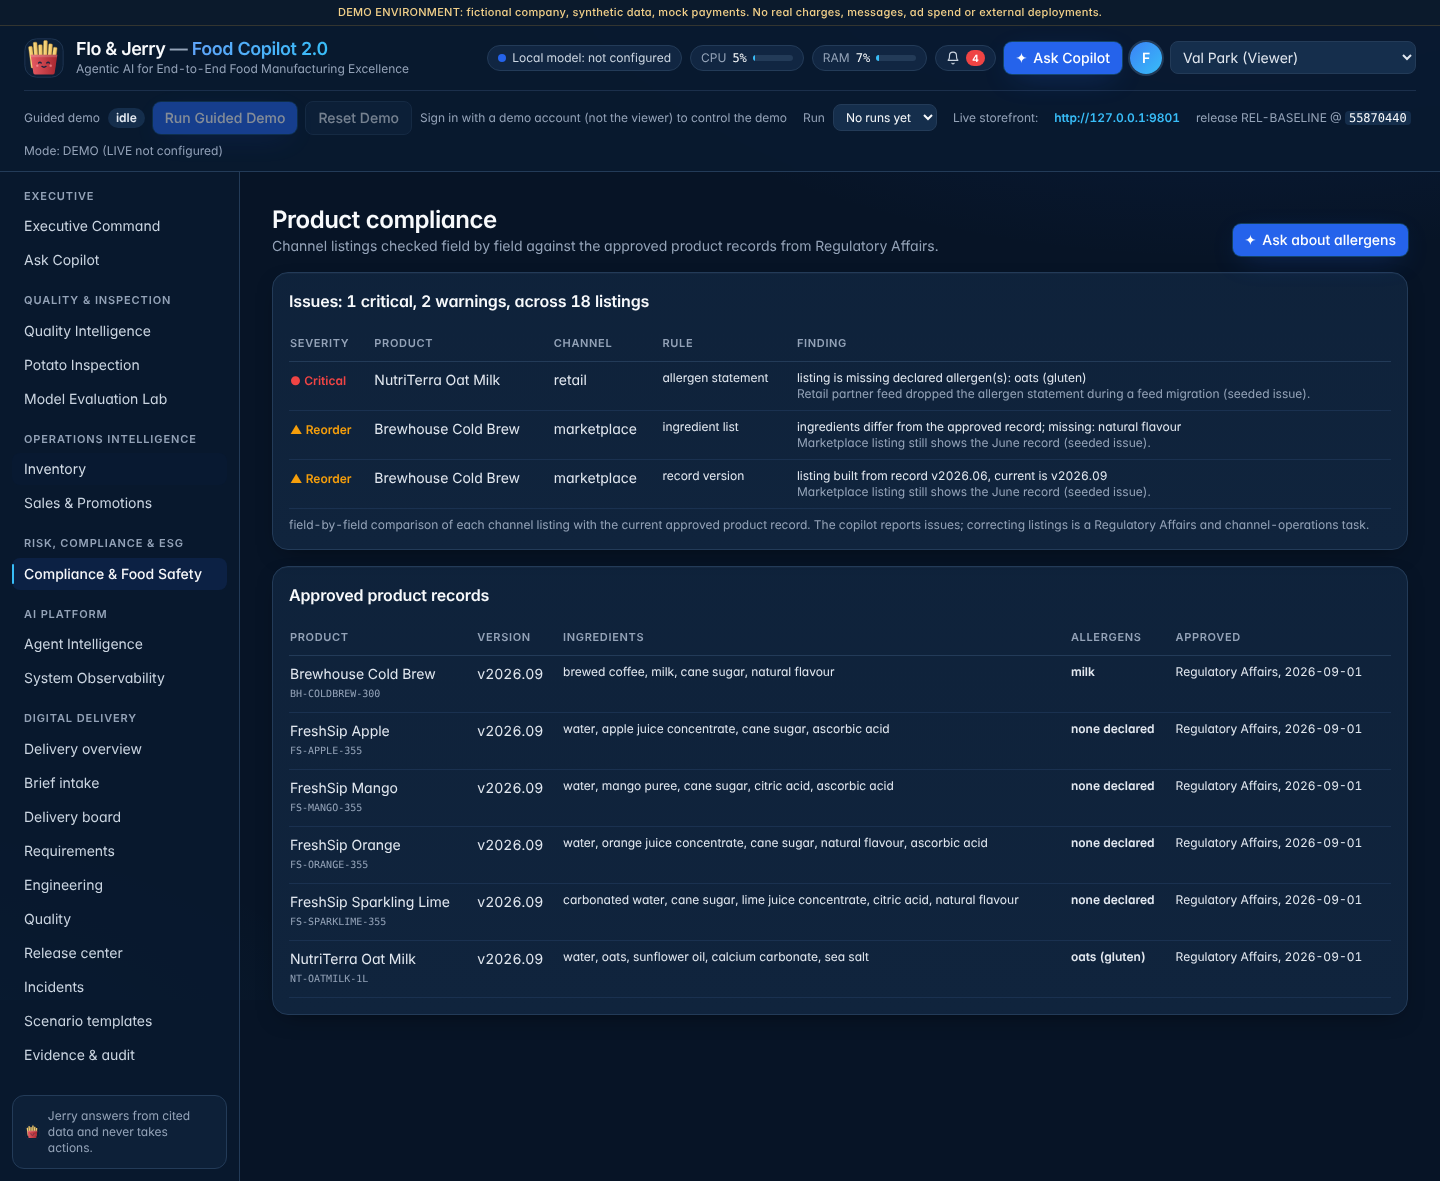 DEMO ENVIRONMENT: fictional company, synthetic data, mock payments. No real charges, messages, ad spend or external deployments.
Flo & Jerry — Food Copilot 2.0
Agentic AI for End-to-End Food Manufacturing Excellence
Local model: not configured
CPU 5%
RAM 7%
4
✦ Ask Copilot
F
Val Park (Viewer)
Guided demo idle
Run Guided Demo
Reset Demo
Sign in with a demo account (not the viewer) to control the demo
Run No runs yet
Live storefront: http://127.0.0.1:9801
release REL-BASELINE @ 55870440
Mode: DEMO (LIVE not configured)
EXECUTIVE
Executive Command
Ask Copilot
QUALITY & INSPECTION
Quality Intelligence
Potato Inspection
Model Evaluation Lab
OPERATIONS INTELLIGENCE
Inventory
Sales & Promotions
RISK, COMPLIANCE & ESG
Compliance & Food Safety
AI PLATFORM
Agent Intelligence
System Observability
DIGITAL DELIVERY
Delivery overview
Brief intake
Delivery board
Requirements
Engineering
Quality
Release center
Incidents
Scenario templates
Evidence & audit
Jerry answers from cited
data and never takes
actions.
Product compliance
Channel listings checked field by field against the approved product records from Regulatory Affairs.
✦ Ask about allergens
Issues: 1 critical, 2 warnings, across 18 listings
SEVERITY PRODUCT CHANNEL RULE FINDING
Critical NutriTerra Oat Milk retail allergen statement listing is missing declared allergen(s): oats (gluten)
Retail partner feed dropped the allergen statement during a feed migration (seeded issue).
Reorder Brewhouse Cold Brew marketplace ingredient list ingredients differ from the approved record; missing: natural flavour
Marketplace listing still shows the June record (seeded issue).
Reorder Brewhouse Cold Brew marketplace record version listing built from record v2026.06, current is v2026.09
Marketplace listing still shows the June record (seeded issue).
field-by-field comparison of each channel listing with the current approved product record. The copilot reports issues; correcting listings is a Regulatory Affairs and channel-operations task.
Approved product records
PRODUCT VERSION INGREDIENTS ALLERGENS APPROVED
Brewhouse Cold Brew v2026.09 brewed coffee, milk, cane sugar, natural flavour milk Regulatory Affairs, 2026-09-01
BH-COLDBREW-300
FreshSip Apple v2026.09 water, apple juice concentrate, cane sugar, ascorbic acid none declared Regulatory Affairs, 2026-09-01
FS-APPLE-355
FreshSip Mango v2026.09 water, mango puree, cane sugar, citric acid, ascorbic acid none declared Regulatory Affairs, 2026-09-01
FS-MANGO-355
FreshSip Orange v2026.09 water, orange juice concentrate, cane sugar, natural flavour, ascorbic acid none declared Regulatory Affairs, 2026-09-01
FS-ORANGE-355
FreshSip Sparkling Lime v2026.09 carbonated water, cane sugar, lime juice concentrate, citric acid, natural flavour none declared Regulatory Affairs, 2026-09-01
FS-SPARKLIME-355
NutriTerra Oat Milk v2026.09 water, oats, sunflower oil, calcium carbonate, sea salt oats (gluten) Regulatory Affairs, 2026-09-01
NT-OATMILK-1L